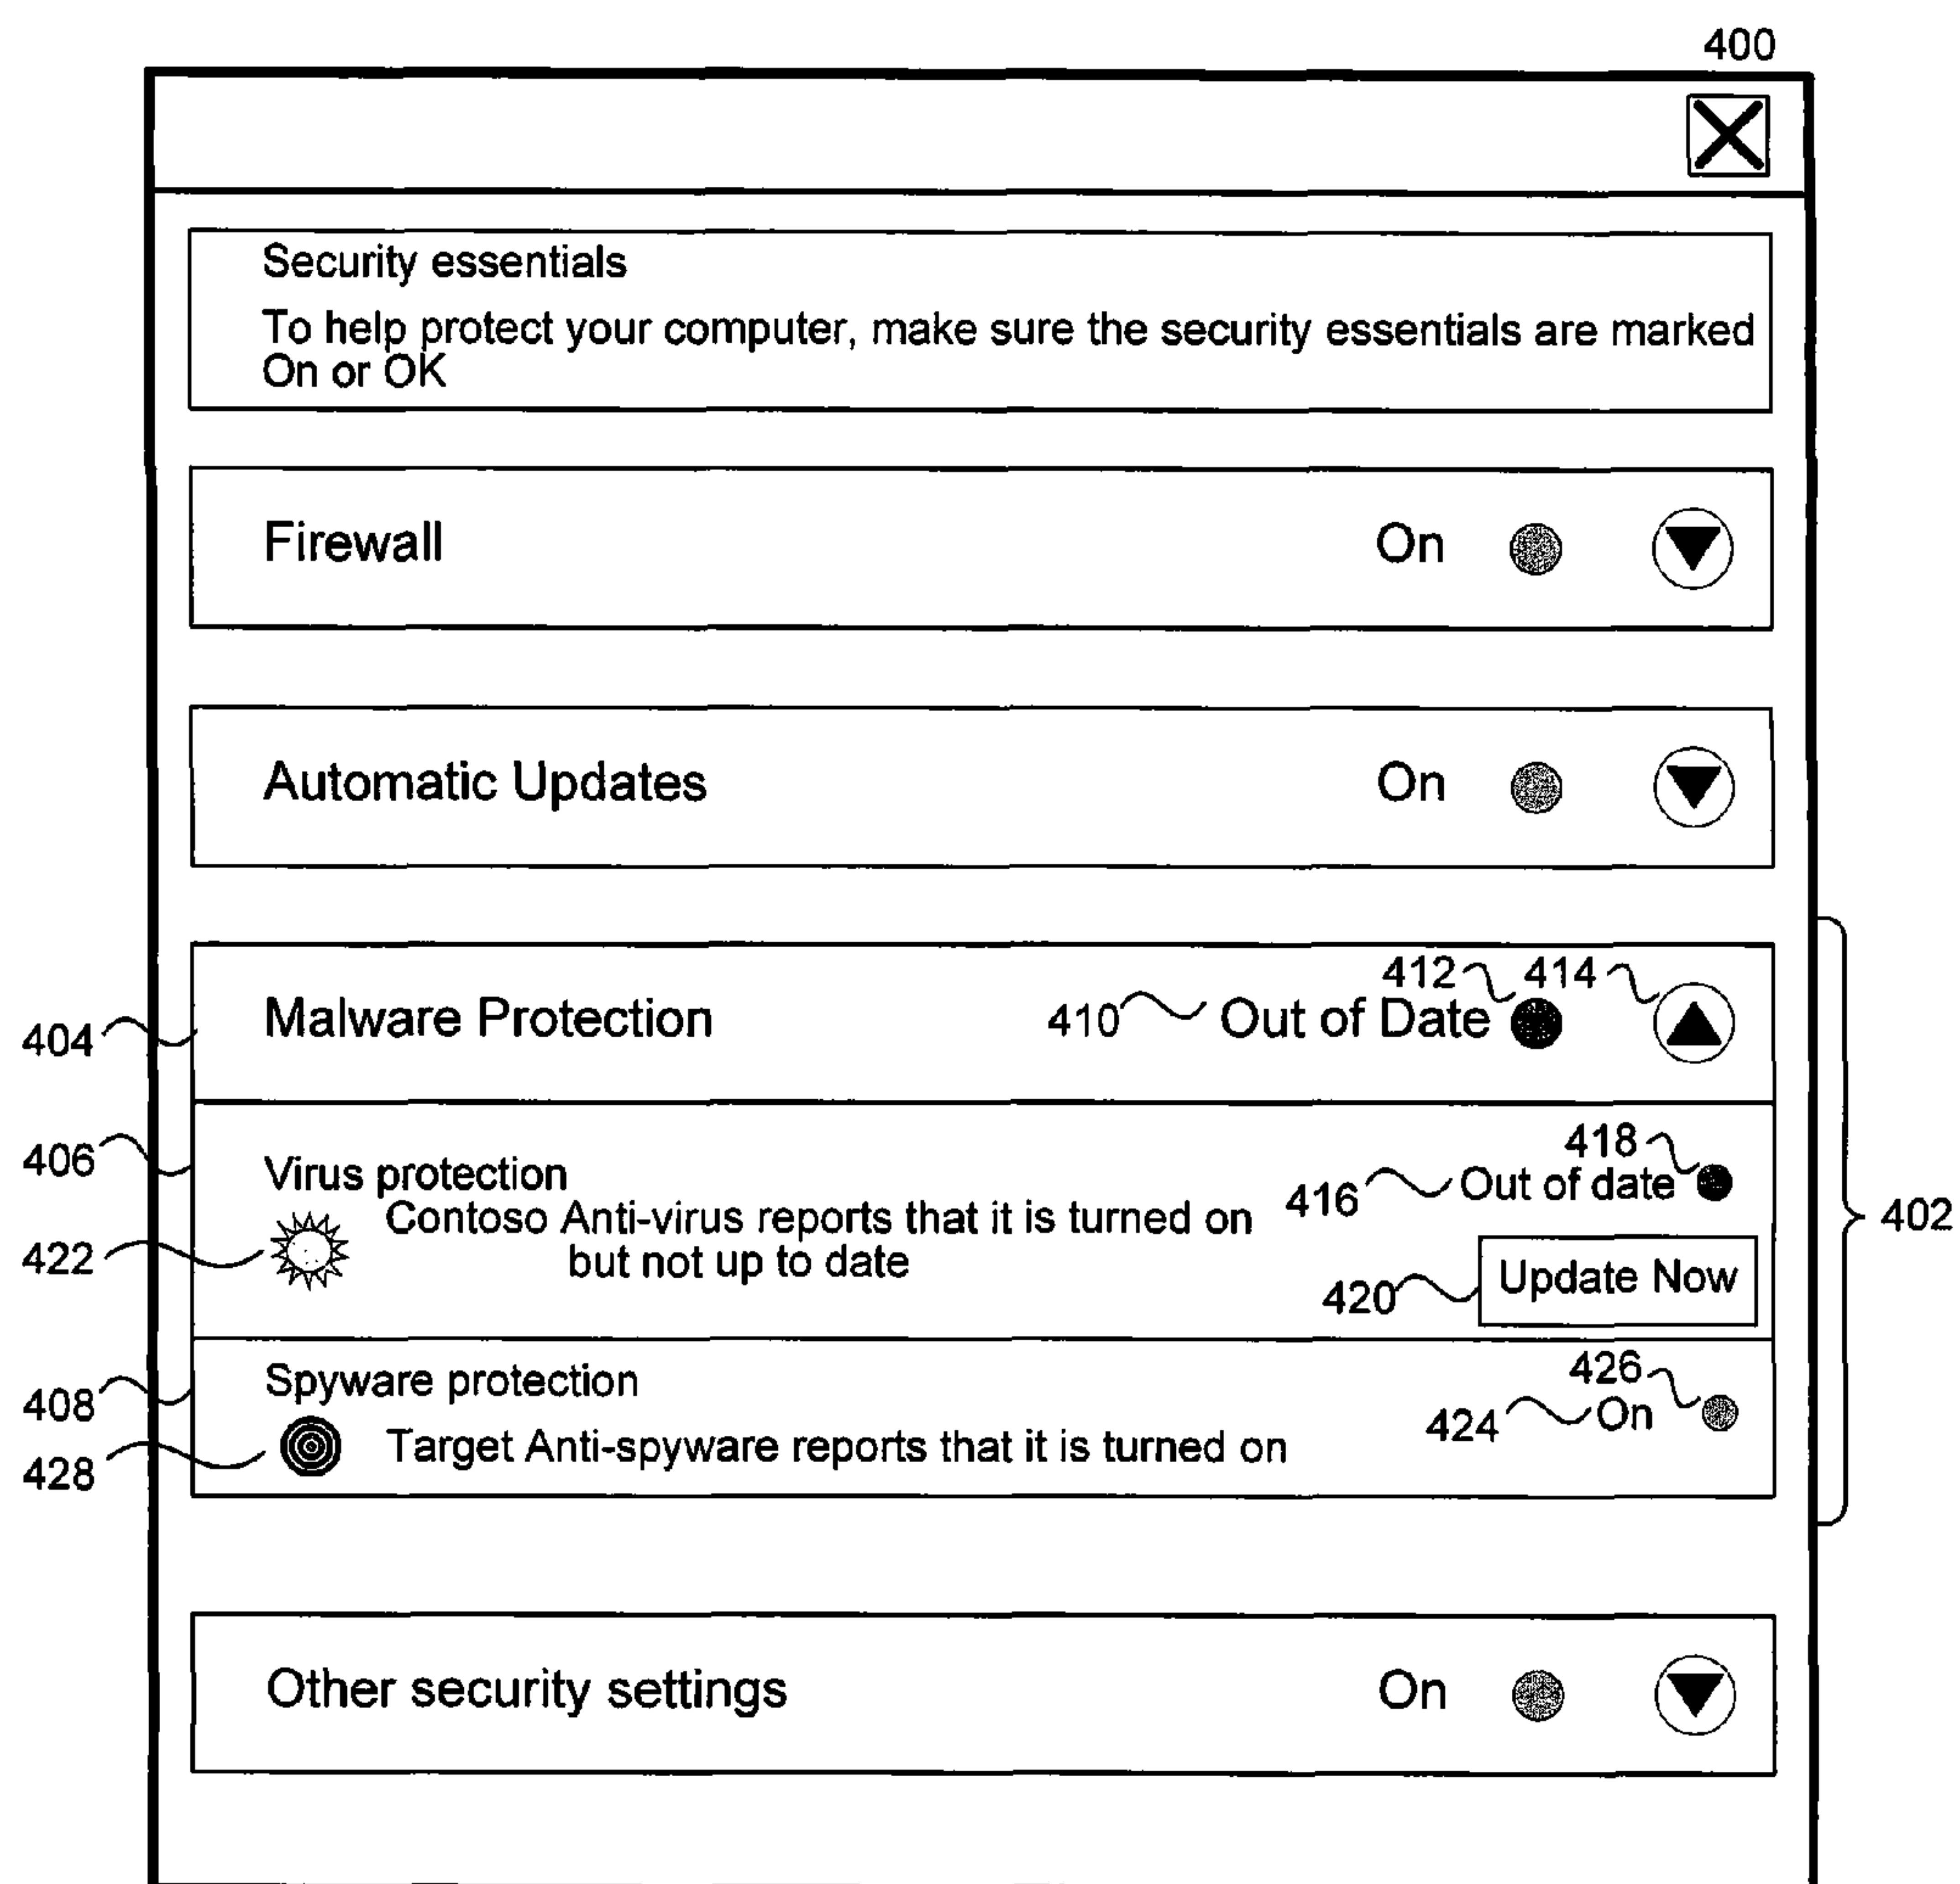 400
Security essentials
To help protect your computer, make sure the security essentials are marked
On or OK
Firewall On
Automatic Updates On
412 414
404 Malware Protection 410 Out of Date
418
406 Virus protection 416 Out of date
Contoso Anti-virus reports that it is turned on
402
422 but not up to date
420 Update Now
426
408 Spyware protection 424 On
428 Target Anti-spyware reports that it is turned on
Other security settings On